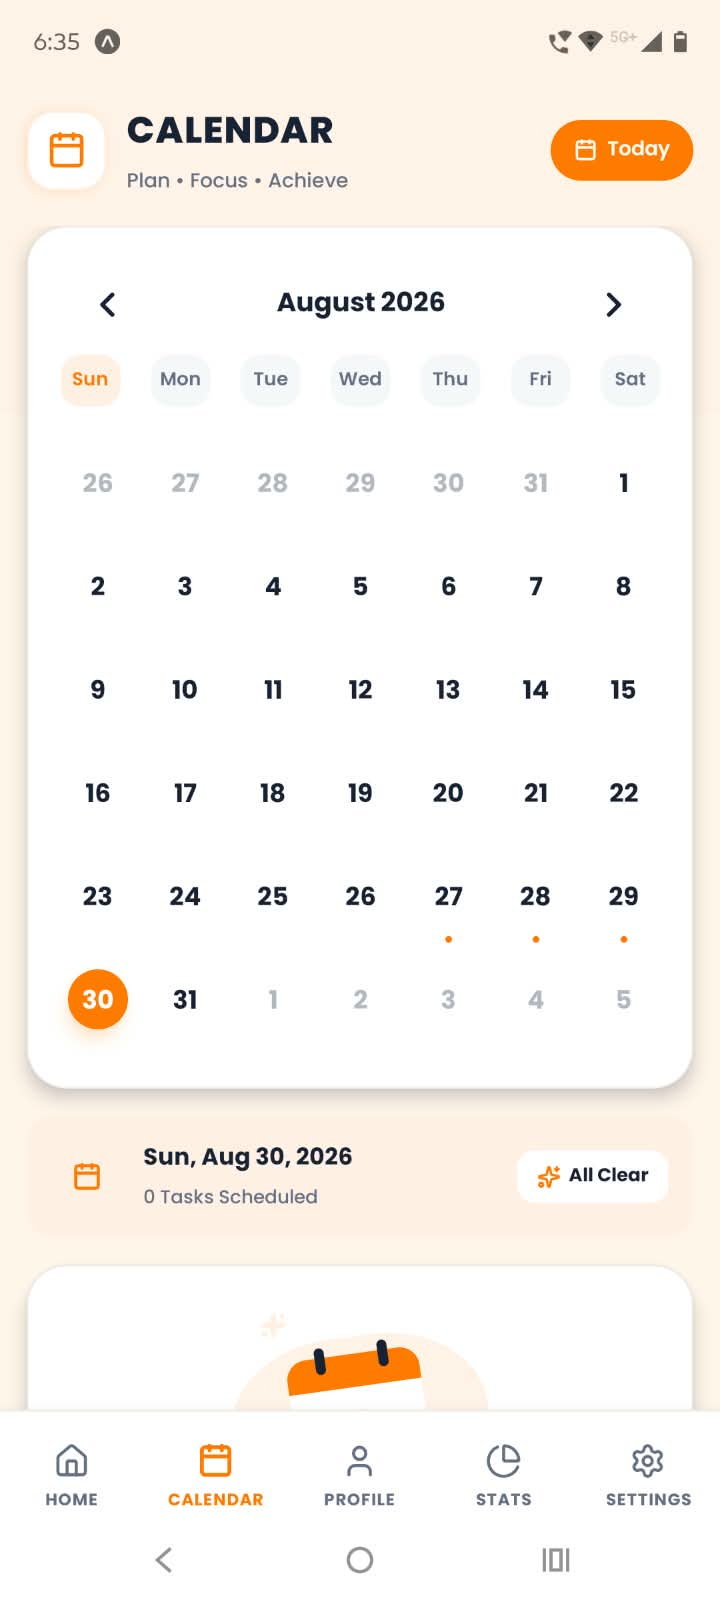 6:35
5G+
CALENDAR
Plan • Focus • Achieve
Today
August 2026
Sun Mon Tue Wed Thu Fri Sat
26 27 28 29 30 31 1
2 3 4 5 6 7 8
9 10 11 12 13 14 15
16 17 18 19 20 21 22
23 24 25 26 27 28 29
30 31 1 2 3 4 5
Sun, Aug 30, 2026
0 Tasks Scheduled
All Clear
HOME CALENDAR PROFILE STATS SETTINGS